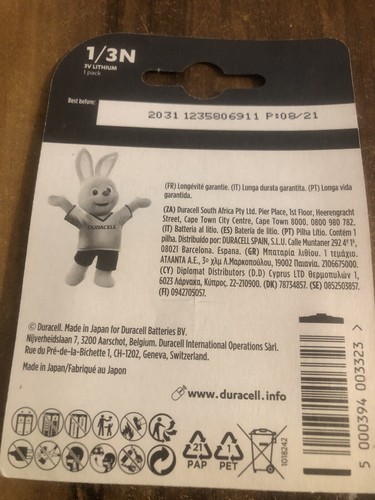 1/3N
3V LITHIUM
1 pack
Best before:
2031 1235806911 P:08/21
DURACELL
(FR) Longévité garantie. (IT) Lunga durata garantita. (PT) Longa vida
garantida.
(ZA) Duracell South Africa Pty Ltd. Pier Place, 1st Floor, Heerengracht
Street, Cape Town City Centre, Cape Town 8000. 0800 980 782.
(IT) Batteria al litio. (ES) Batería de litio. (PT) Pilha Lítio. Contém 1
pilha. Distribuído por: DURACELL SPAIN, S.L.U. Calle Muntaner 292 4º 1ª,
08021 Barcelona. Espana. (GR) Μπαταρία λιθίου. 1 τεμάχιο.
ΑΤΛΑΝΤΑ Α.Ε., 3ο χλμ Λ.Μαρκοπούλου, 19002 Παιανία. 2106675000.
(CY) Diplomat Distributors (D.D) Cyprus LTD Θερμοπυλών 1,
6023 Λάρνακα, Κύπρος. 22-210900. (DK) 78734857. (SE) 0852503857.
(FI) 0942705057.
© Duracell. Made in Japan for Duracell Batteries BV.
Nijverheidslaan 7, 3200 Aarschot, Belgium. Duracell International Operations Sàrl.
Rue du Pré-de-la-Bichette 1, CH-1202, Geneva, Switzerland.
Made in Japan/Fabriqué au Japon
www.duracell.info
21
PAP
1
PET
1018242
5 000394 003323 >